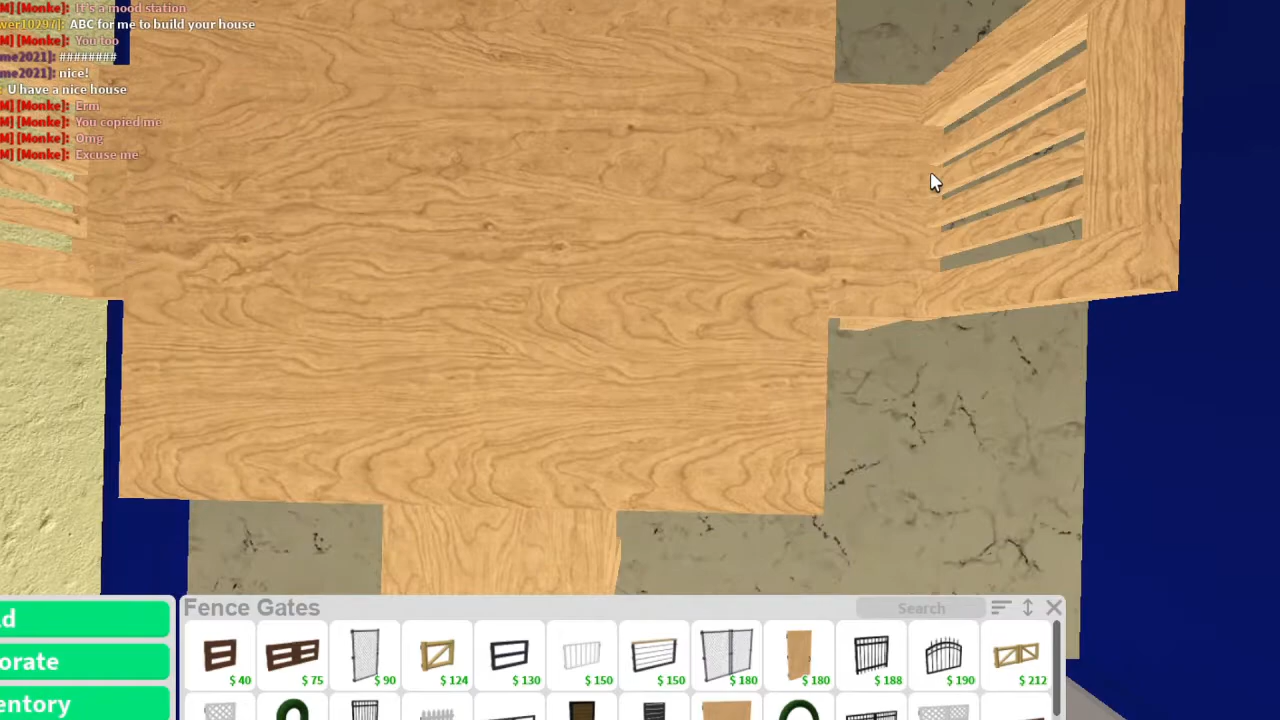 M] [Monke]: It's a mood station
wer10297]: ABC for me to build your house
M] [Monke]: You too
me2021]: ########
me2021]: nice!
: U have a nice house
M] [Monke]: Erm
M] [Monke]: You copied me
M] [Monke]: Omg
M] [Monke]: Excuse me
d
orate
entory
Fence Gates
Search
$ 40
$ 75
$ 90
$ 124
$ 130
$ 150
$ 150
$ 180
$ 180
$ 188
$ 190
$ 212